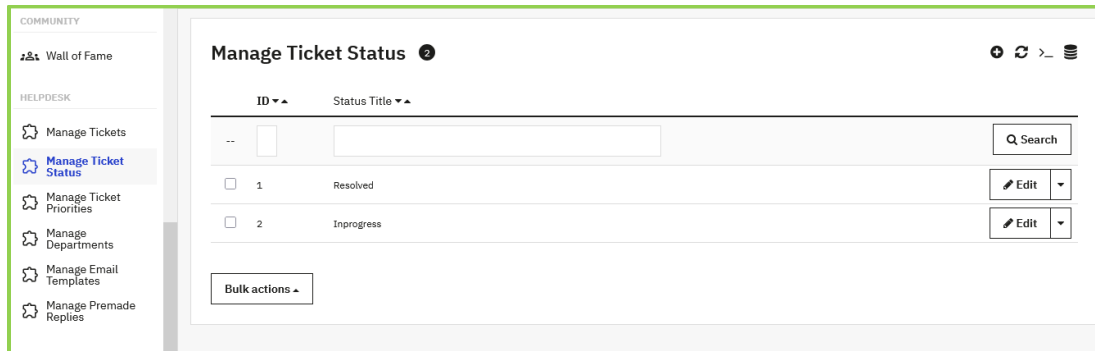 COMMUNITY
Wall of Fame
HELPDESK
Manage Tickets
Manage Ticket
Status
Manage Ticket
Priorities
Manage
Departments
Manage Email
Templates
Manage Premade
Replies
Manage Ticket Status 2
ID Status Title
-- Search
1 Resolved Edit
2 Inprogress Edit
Bulk actions